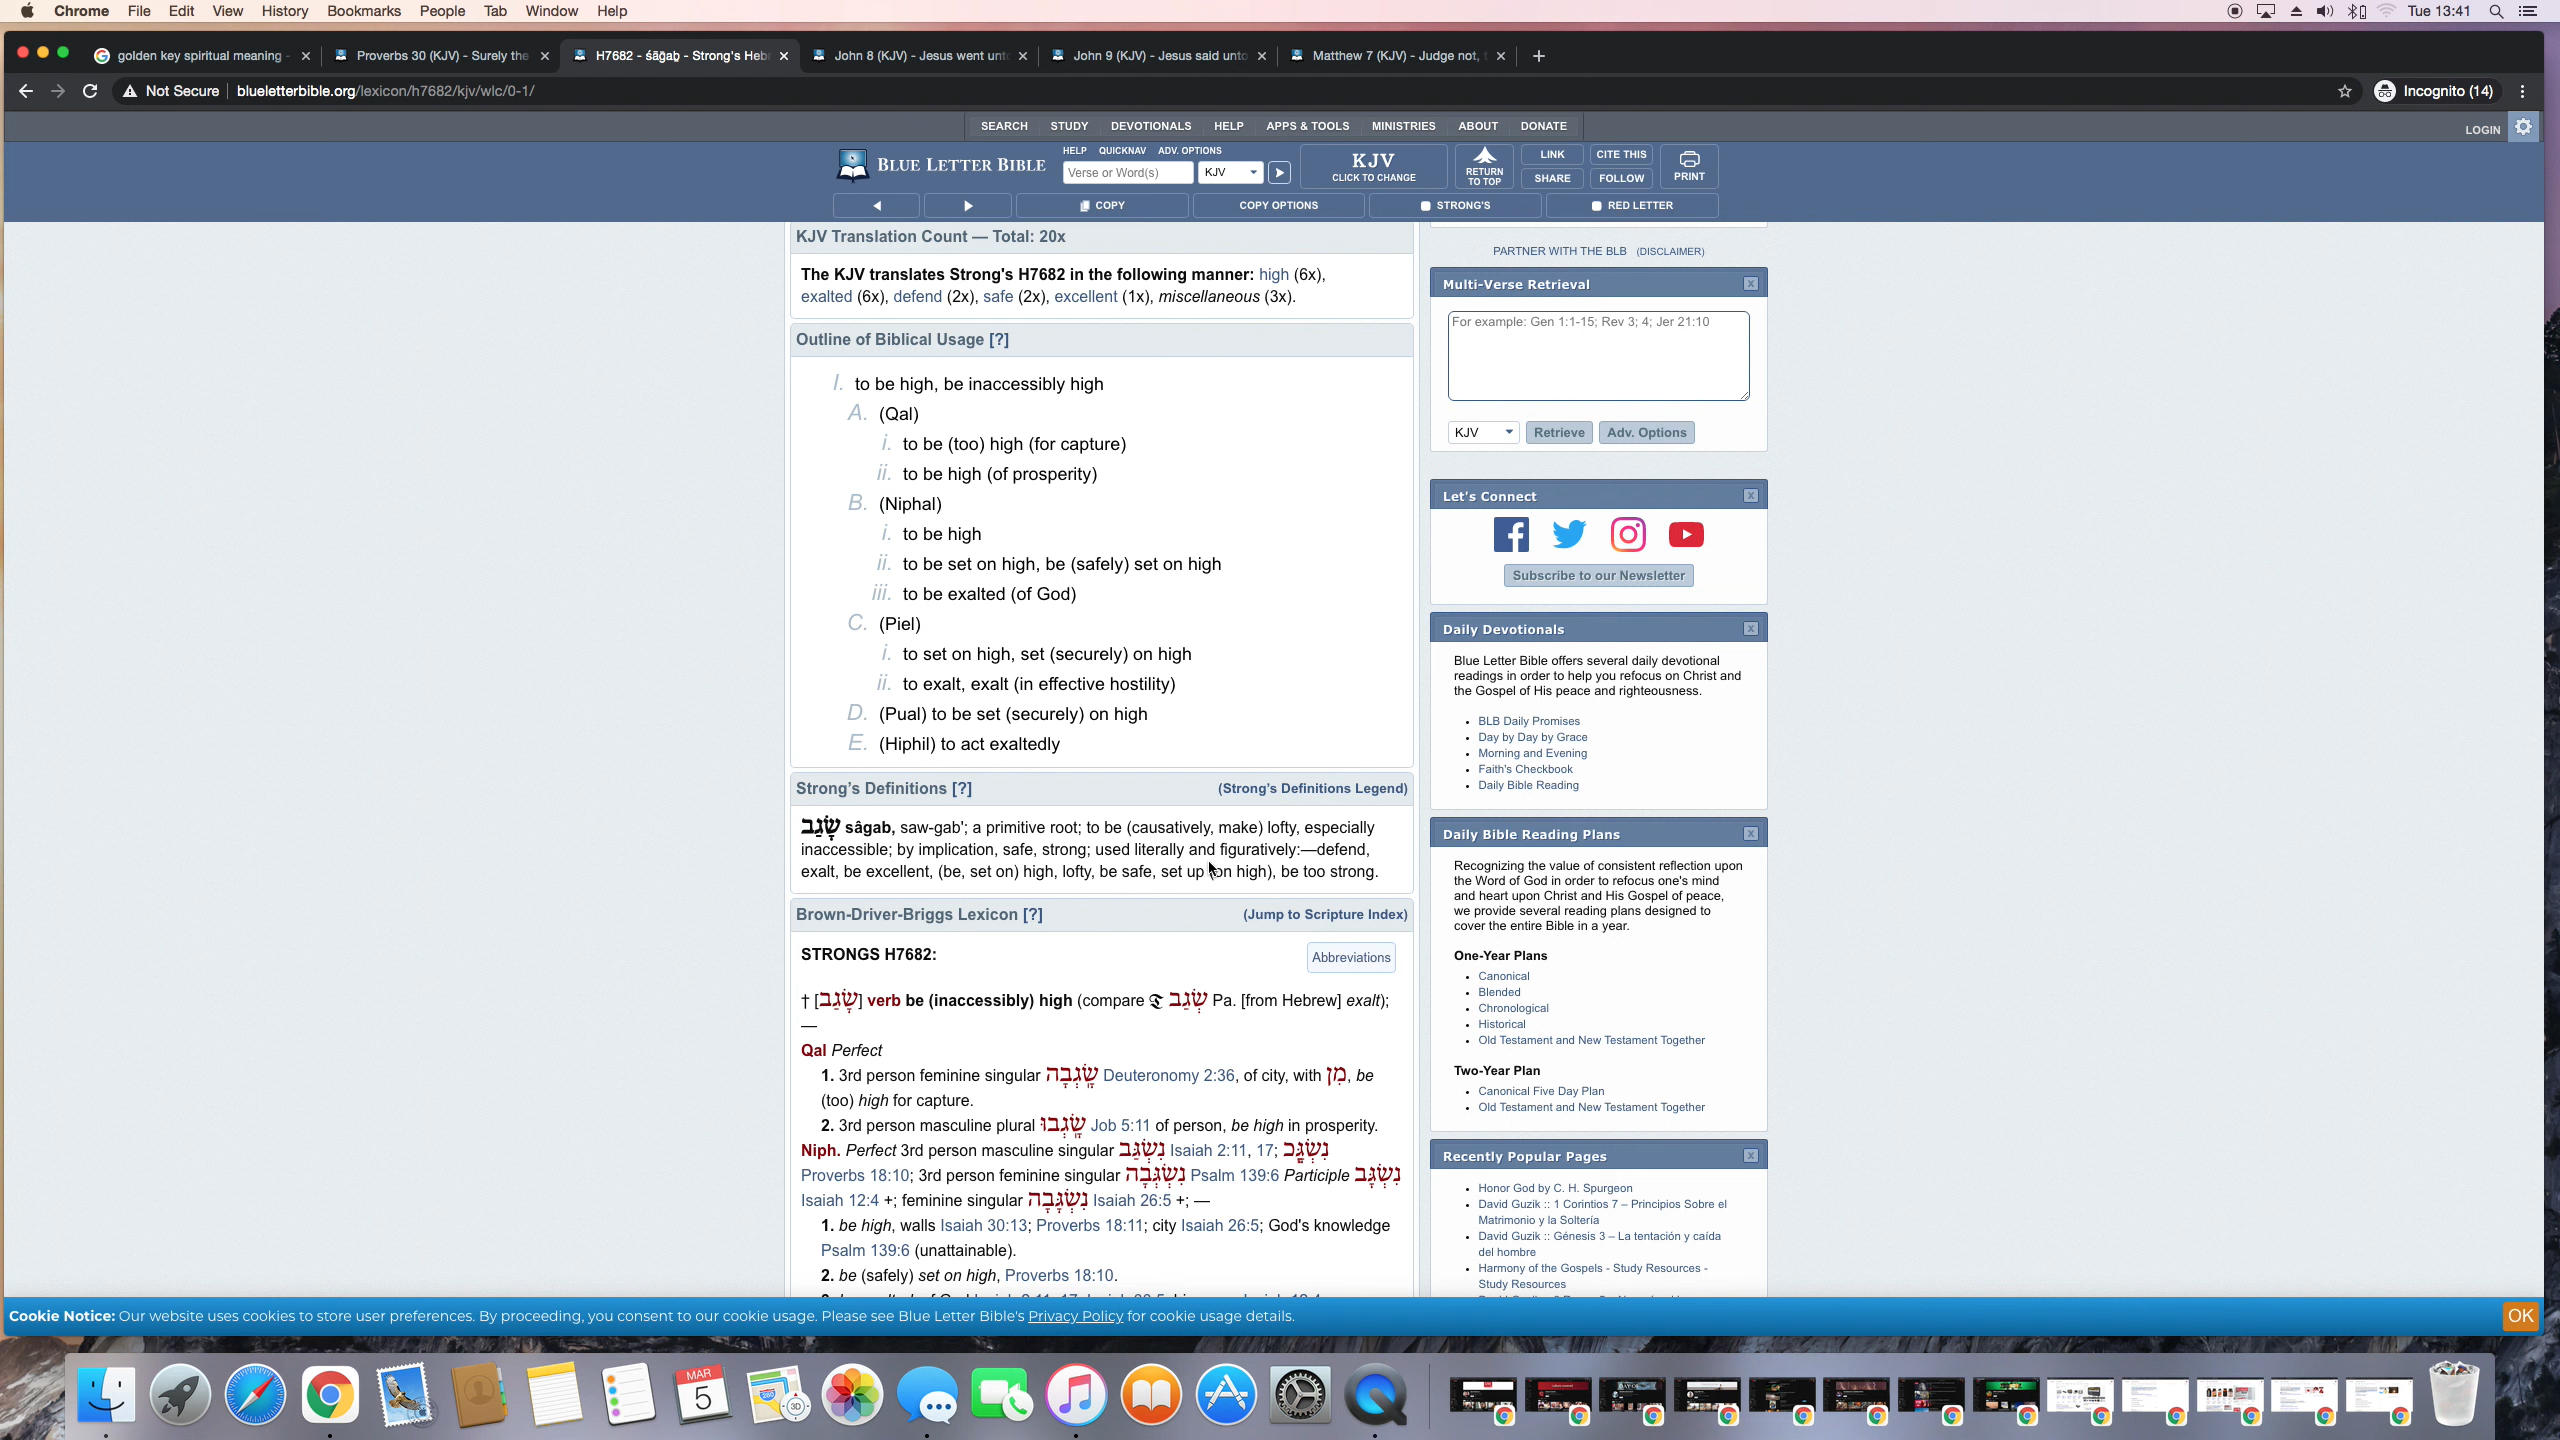 Chrome File Edit View History Bookmarks People Tab Window Help Tue 13:41
golden key spiritual meaning - Proverbs 30 (KJV) - Surely the H7682 - śāḡaḇ - Strong's Heb John 8 (KJV) - Jesus went unt John 9 (KJV) - Jesus said unto Matthew 7 (KJV) - Judge not,
Not Secure blueletterbible.org/lexicon/h7682/kjv/wlc/0-1/ Incognito (14)
SEARCH STUDY DEVOTIONALS HELP APPS & TOOLS MINISTRIES ABOUT DONATE LOGIN
HELP QUICKNAV ADV. OPTIONS
BLUE LETTER BIBLE
Verse or Word(s) KJV
KJV
CLICK TO CHANGE
RETURN
TO TOP
LINK CITE THIS
SHARE FOLLOW
PRINT
COPY COPY OPTIONS STRONG'S RED LETTER
KJV Translation Count — Total: 20x
The KJV translates Strong's H7682 in the following manner: high (6x),
exalted (6x), defend (2x), safe (2x), excellent (1x), miscellaneous (3x).
Outline of Biblical Usage [?]
I. to be high, be inaccessibly high
A. (Qal)
i. to be (too) high (for capture)
ii. to be high (of prosperity)
B. (Niphal)
i. to be high
ii. to be set on high, be (safely) set on high
iii. to be exalted (of God)
C. (Piel)
i. to set on high, set (securely) on high
ii. to exalt, exalt (in effective hostility)
D. (Pual) to be set (securely) on high
E. (Hiphil) to act exaltedly
Strong's Definitions [?] (Strong's Definitions Legend)
שָׂגַב sâgab, saw-gab'; a primitive root; to be (causatively, make) lofty, especially
inaccessible; by implication, safe, strong; used literally and figuratively:—defend,
exalt, be excellent, (be, set on) high, lofty, be safe, set up (on high), be too strong.
Brown-Driver-Briggs Lexicon [?] (Jump to Scripture Index)
STRONGS H7682:
Abbreviations
† [שָׂגַב] verb be (inaccessibly) high (compare 𝔗 שְׂגַב Pa. [from Hebrew] exalt);
—
Qal Perfect
1. 3rd person feminine singular שָֽׂגְבָה Deuteronomy 2:36, of city, with מִן, be
(too) high for capture.
2. 3rd person masculine plural שָֽׂגְבוּ Job 5:11 of person, be high in prosperity.
Niph. Perfect 3rd person masculine singular נִשְׂגַּב Isaiah 2:11, 17; נִשְׂגָּ֑ב
Proverbs 18:10; 3rd person feminine singular נִשְׂגְּבָה Psalm 139:6 Participle נִשְׂגָּב
Isaiah 12:4 +; feminine singular נִשְׂגָּבָה Isaiah 26:5 +; —
1. be high, walls Isaiah 30:13; Proverbs 18:11; city Isaiah 26:5; God's knowledge
Psalm 139:6 (unattainable).
2. be (safely) set on high, Proverbs 18:10.
PARTNER WITH THE BLB (DISCLAIMER)
Multi-Verse Retrieval x
For example: Gen 1:1-15; Rev 3; 4; Jer 21:10
KJV Retrieve Adv. Options
Let's Connect x
Subscribe to our Newsletter
Daily Devotionals x
Blue Letter Bible offers several daily devotional
readings in order to help you refocus on Christ and
the Gospel of His peace and righteousness.
BLB Daily Promises
Day by Day by Grace
Morning and Evening
Faith's Checkbook
Daily Bible Reading
Daily Bible Reading Plans x
Recognizing the value of consistent reflection upon
the Word of God in order to refocus one's mind
and heart upon Christ and His Gospel of peace,
we provide several reading plans designed to
cover the entire Bible in a year.
One-Year Plans
Canonical
Blended
Chronological
Historical
Old Testament and New Testament Together
Two-Year Plan
Canonical Five Day Plan
Old Testament and New Testament Together
Recently Popular Pages x
Honor God by C. H. Spurgeon
David Guzik :: 1 Corintios 7 – Principios Sobre el
Matrimonio y la Soltería
David Guzik :: Génesis 3 – La tentación y caída
del hombre
Harmony of the Gospels - Study Resources -
Study Resources
Cookie Notice: Our website uses cookies to store user preferences. By proceeding, you consent to our cookie usage. Please see Blue Letter Bible's Privacy Policy for cookie usage details. OK
MAR
5
3D